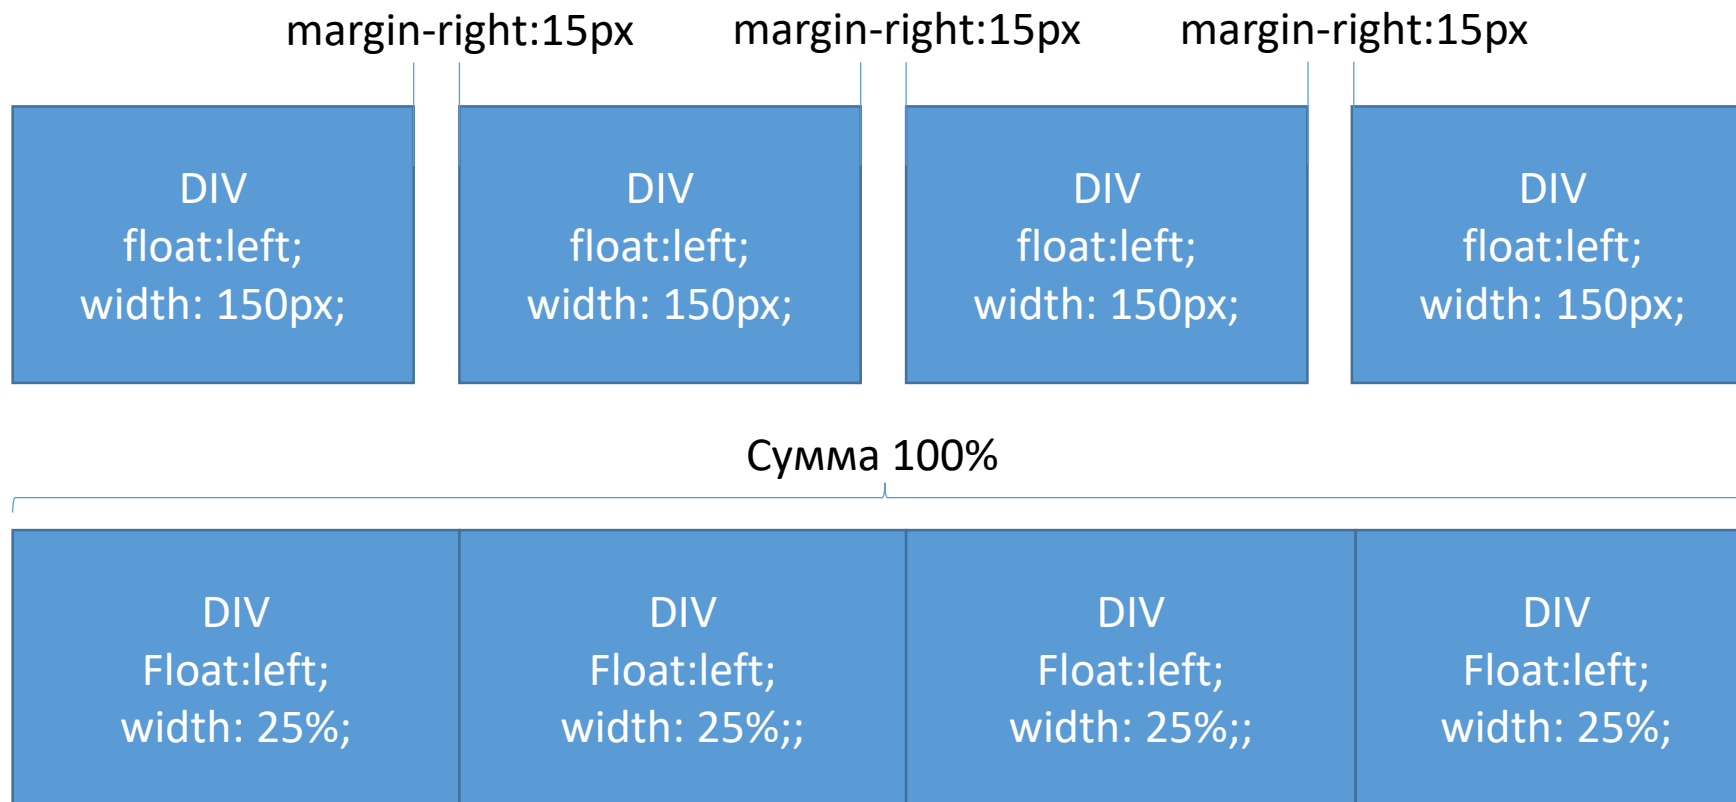 margin-right:15px
margin-right:15px
margin-right:15px
DIV
float:left;
width: 150px;
DIV
float:left;
width: 150px;
DIV
float:left;
width: 150px;
DIV
float:left;
width: 150px;
Сумма 100%
DIV
Float:left;
width: 25%;
DIV
Float:left;
width: 25%;;
DIV
Float:left;
width: 25%;;
DIV
Float:left;
width: 25%;